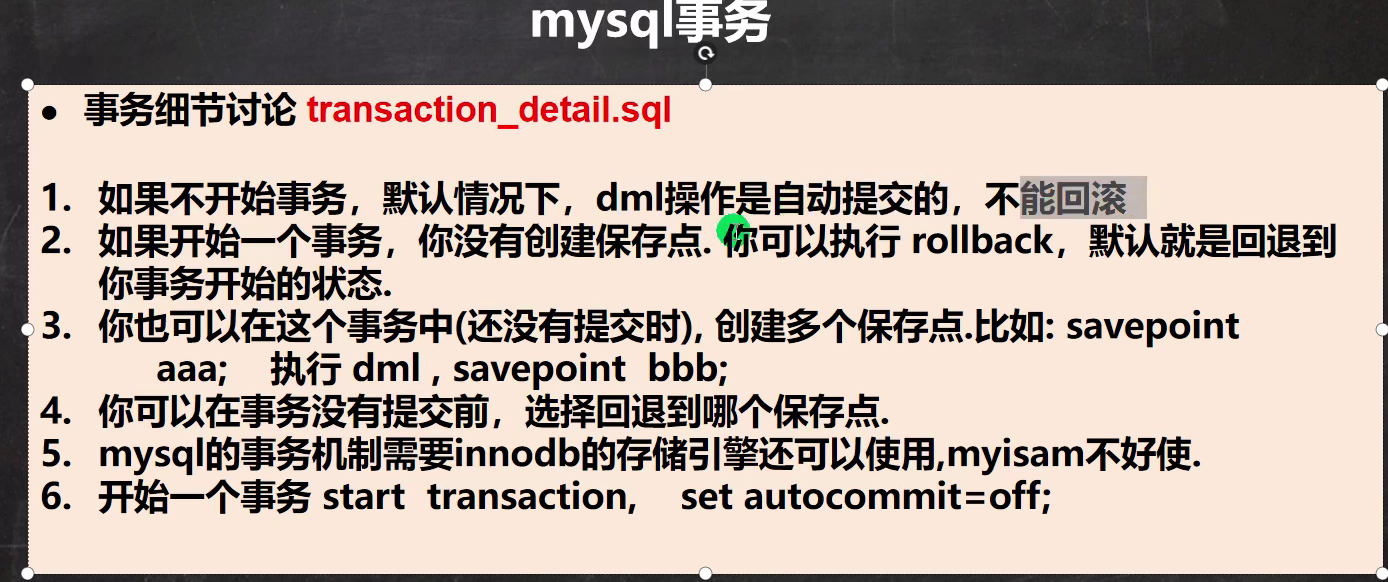 mysql事务
● 事务细节讨论 transaction_detail.sql
1. 如果不开始事务，默认情况下，dml操作是自动提交的，不能回滚
2. 如果开始一个事务，你没有创建保存点. 你可以执行 rollback，默认就是回退到
你事务开始的状态.
3. 你也可以在这个事务中(还没有提交时), 创建多个保存点.比如: savepoint
aaa; 执行 dml , savepoint bbb;
4. 你可以在事务没有提交前，选择回退到哪个保存点.
5. mysql的事务机制需要innodb的存储引擎还可以使用,myisam不好使.
6. 开始一个事务 start transaction, set autocommit=off;